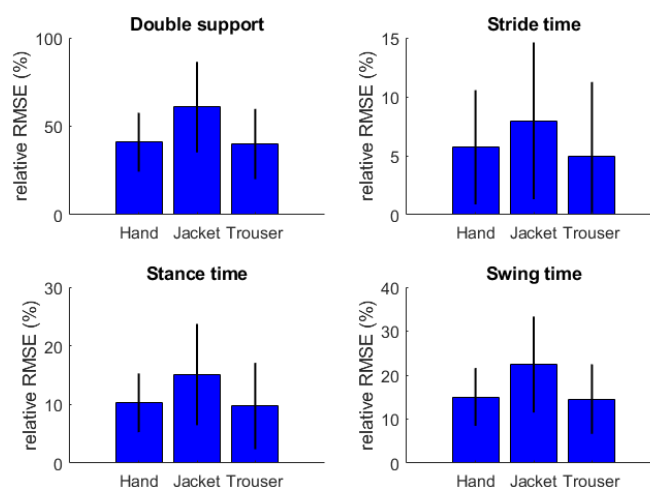 Double support
relative RMSE (%)
100
50
0
Hand Jacket Trouser
Stride time
relative RMSE (%)
15
10
5
0
Hand Jacket Trouser
Stance time
relative RMSE (%)
30
20
10
0
Hand Jacket Trouser
Swing time
relative RMSE (%)
40
30
20
10
0
Hand Jacket Trouser